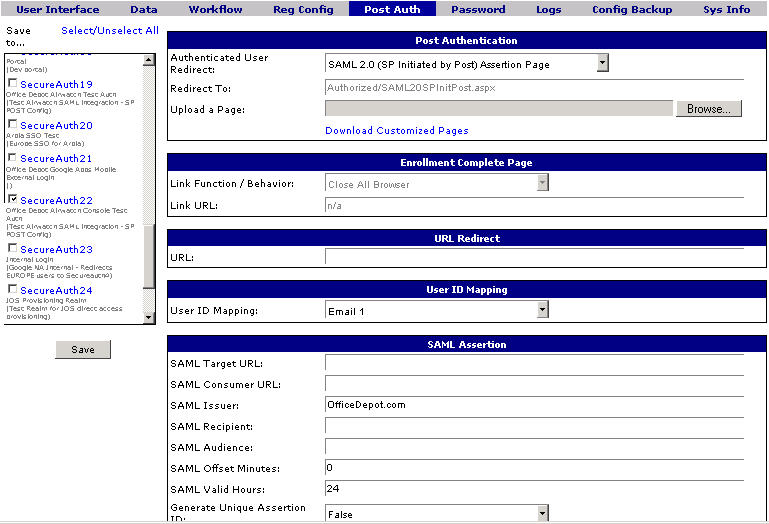 User Interface Data Workflow Reg Config Post Auth Password Logs Config Backup Sys Info
Save to...
Select/Unselect All
Portal
(Dev portal)
SecureAuth19
Office Depot Airwatch Test Auth
(Test Airwatch SAML Integration - SP
POST Config)
SecureAuth20
Arola SSO Test
(Europe SSO for Arola)
SecureAuth21
Office Depot Google Apps Mobile
External Login
()
SecureAuth22
Office Depot Airwatch Console Test
Auth
(Test Airwatch SAML Integration - SP
POST Config)
SecureAuth23
Internal Login
(Google NA Internal - Redirects
EUROPE users to Secureauth4)
SecureAuth24
JOS Provisioning Realm
(Test Realm for JOS direct access
provisioning)
Save
Post Authentication
Authenticated User
Redirect:
SAML 2.0 (SP Initiated by Post) Assertion Page
Redirect To:
Authorized/SAML20SPInitPost.aspx
Upload a Page:
Browse...
Download Customized Pages
Enrollment Complete Page
Link Function / Behavior:
Close All Browser
Link URL:
n/a
URL Redirect
URL:
User ID Mapping
User ID Mapping:
Email 1
SAML Assertion
SAML Target URL:
SAML Consumer URL:
SAML Issuer:
OfficeDepot.com
SAML Recipient:
SAML Audience:
SAML Offset Minutes:
0
SAML Valid Hours:
24
Generate Unique Assertion
ID:
False